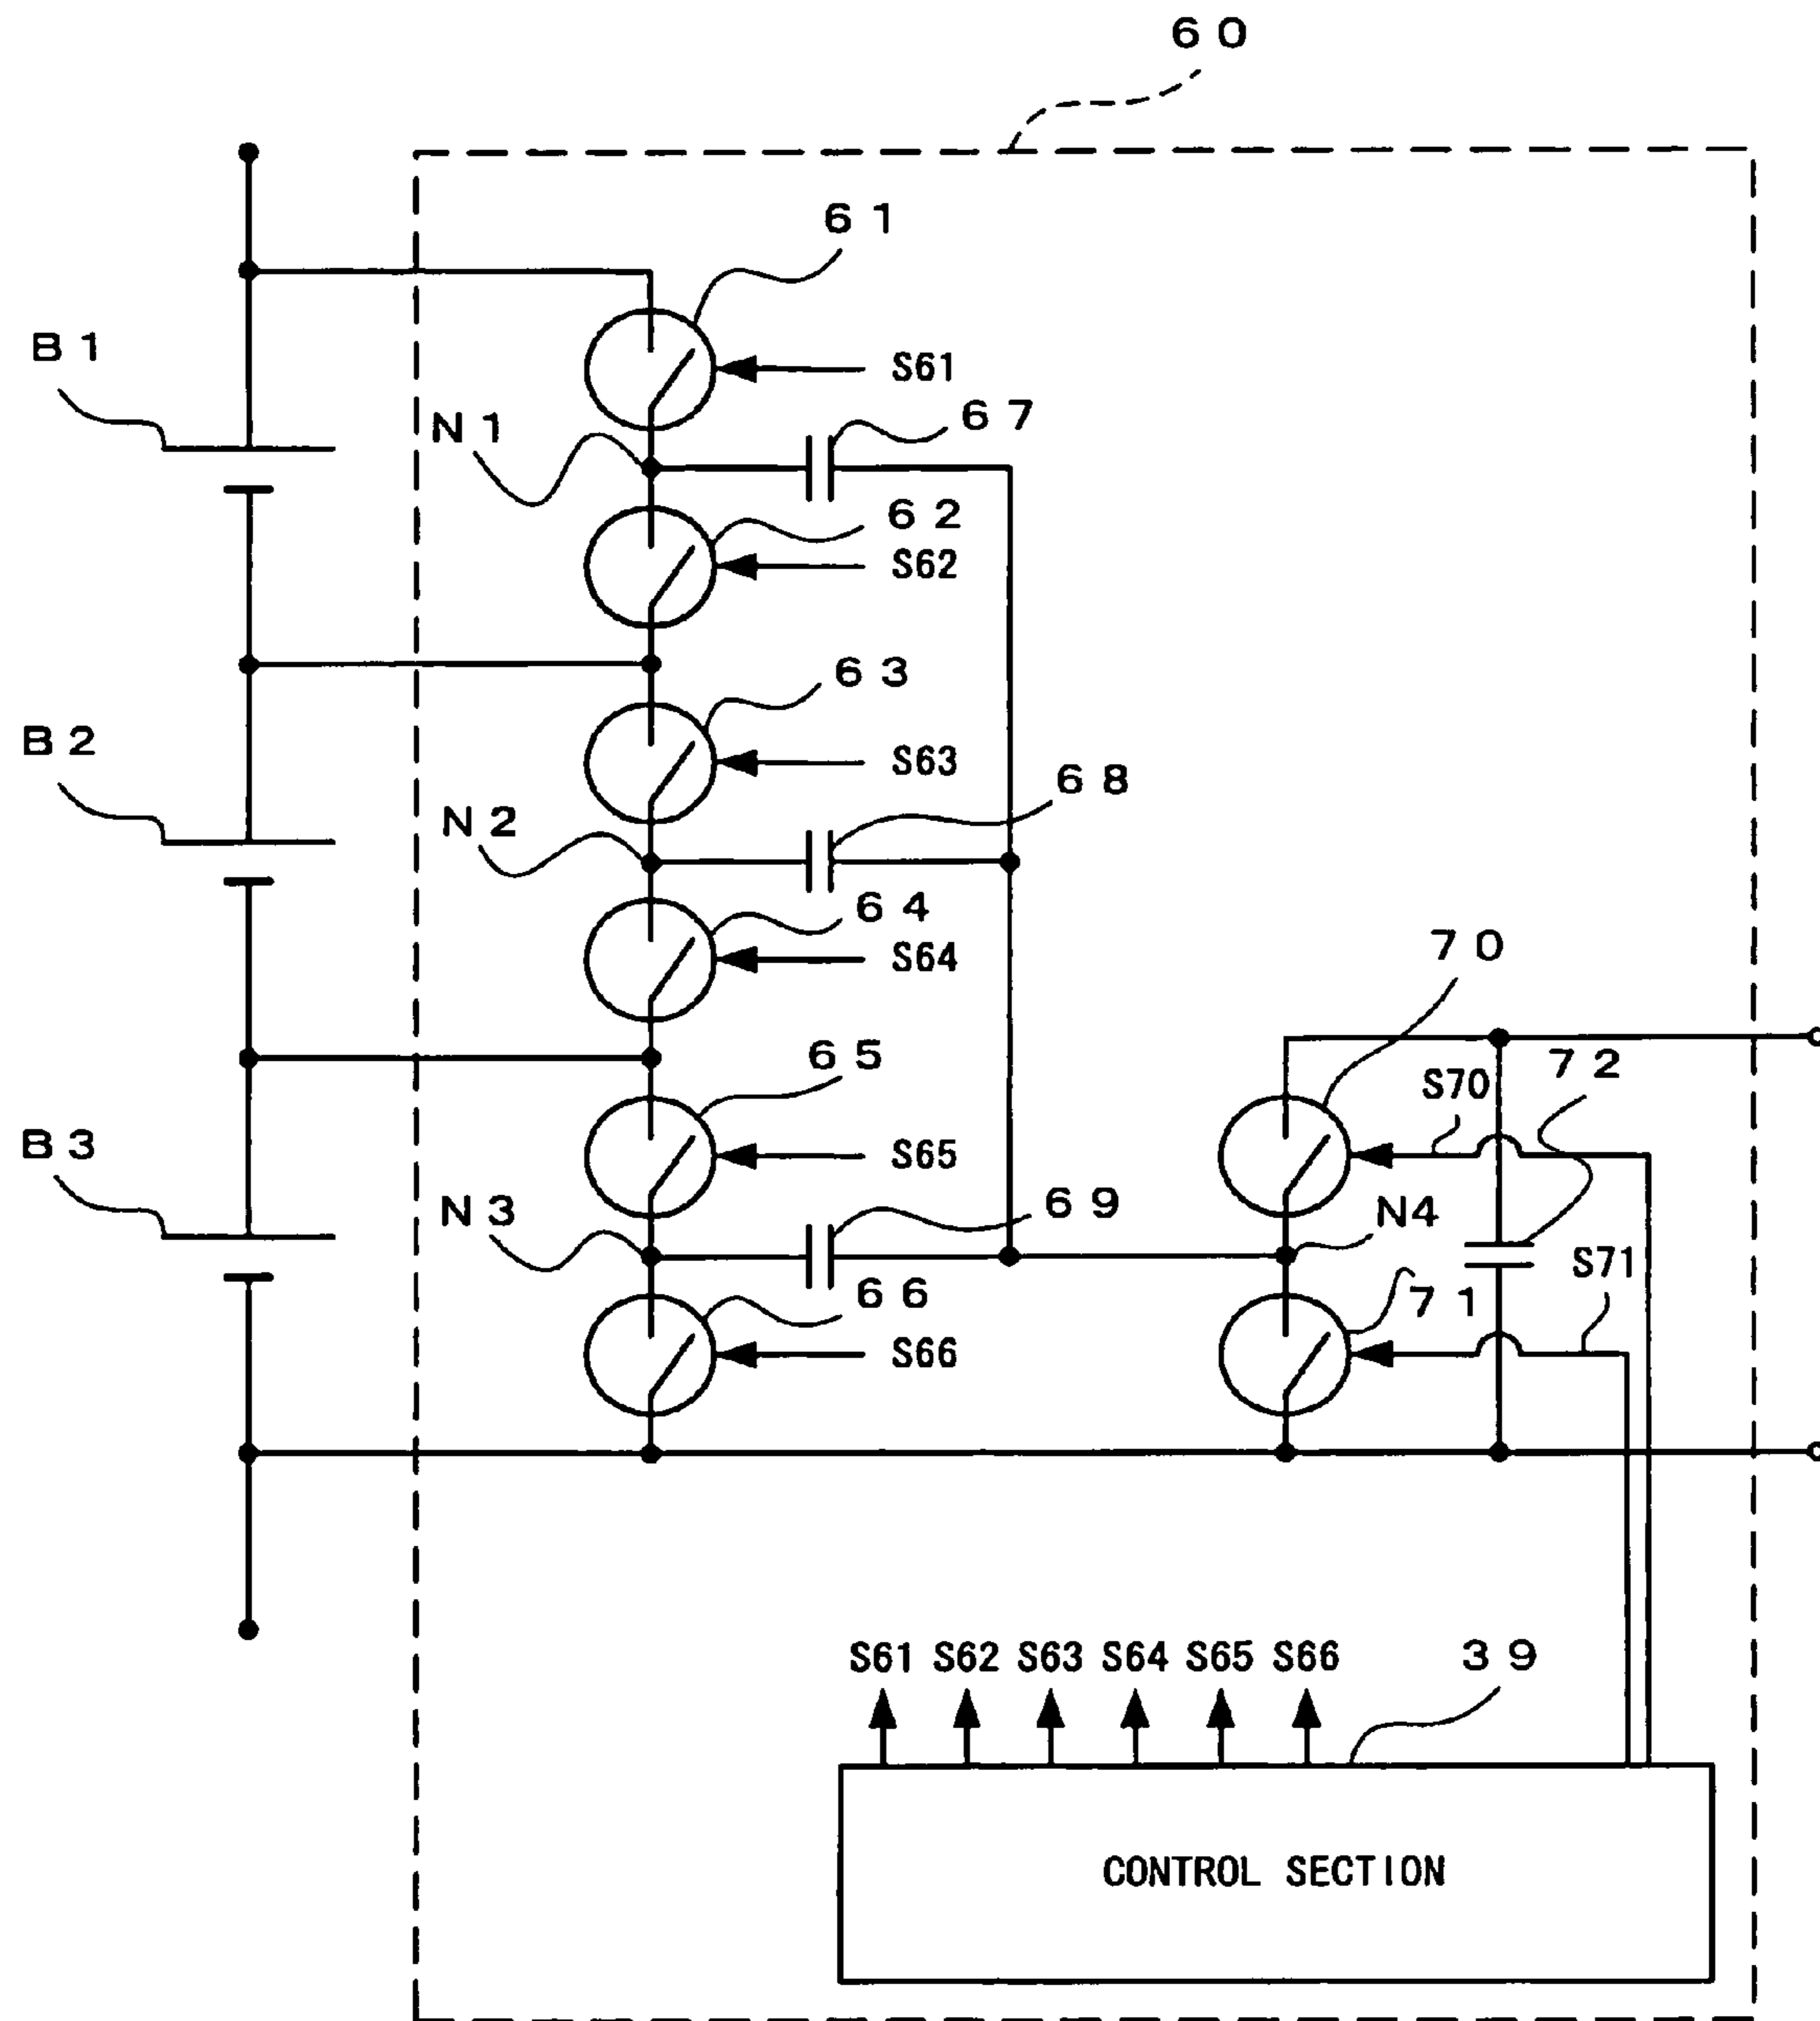 60
61
B1
S61
N1
67
62
S62
63
B2
S63
68
N2
64
S64
70
65
72
S70
B3
S65
69
N3
N4
S71
66
71
S66
S61 S62 S63 S64 S65 S66
39
CONTROL SECTION